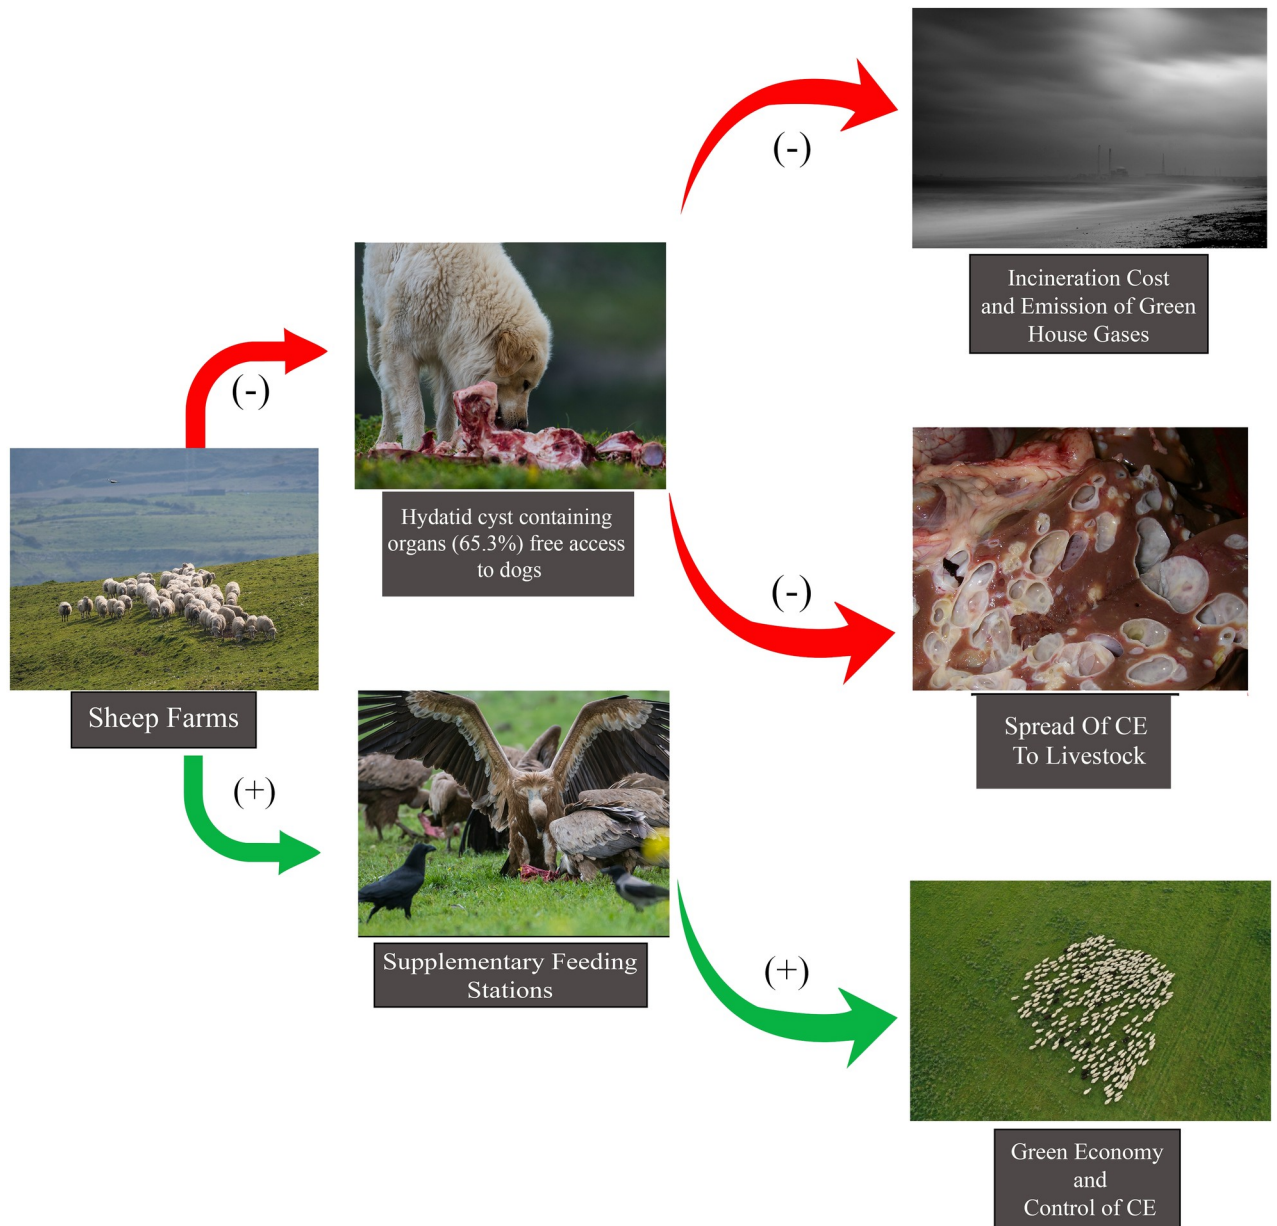 (-)
Incineration Cost
and Emission of Green
House Gases
(-)
Hydatid cyst containing
organs (65.3%) free access
to dogs
(-)
Spread Of CE
To Livestock
Sheep Farms
(+)
Supplementary Feeding
Stations
(+)
Green Economy
and
Control of CE